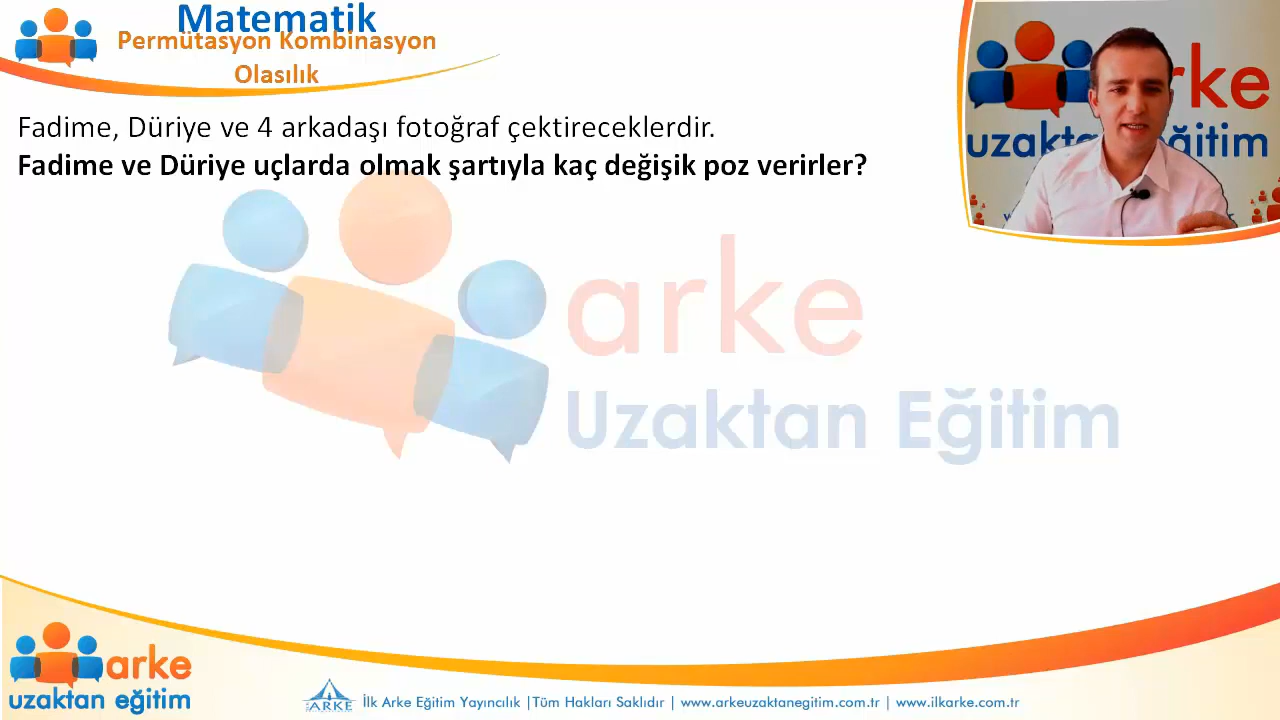 Matematik
Permütasyon Kombinasyon
Olasılık
Fadime, Düriye ve 4 arkadaşı fotoğraf çektireceklerdir.
Fadime ve Düriye uçlarda olmak şartıyla kaç değişik poz verirler?
arke
uzaktan eğitim
arke
Uzaktan Eğitim
arke
uzaktan eğitim
ARKE
İlk Arke Eğitim Yayıncılık |Tüm Hakları Saklıdır | www.arkeuzaktanegitim.com.tr | www.ilkarke.com.tr